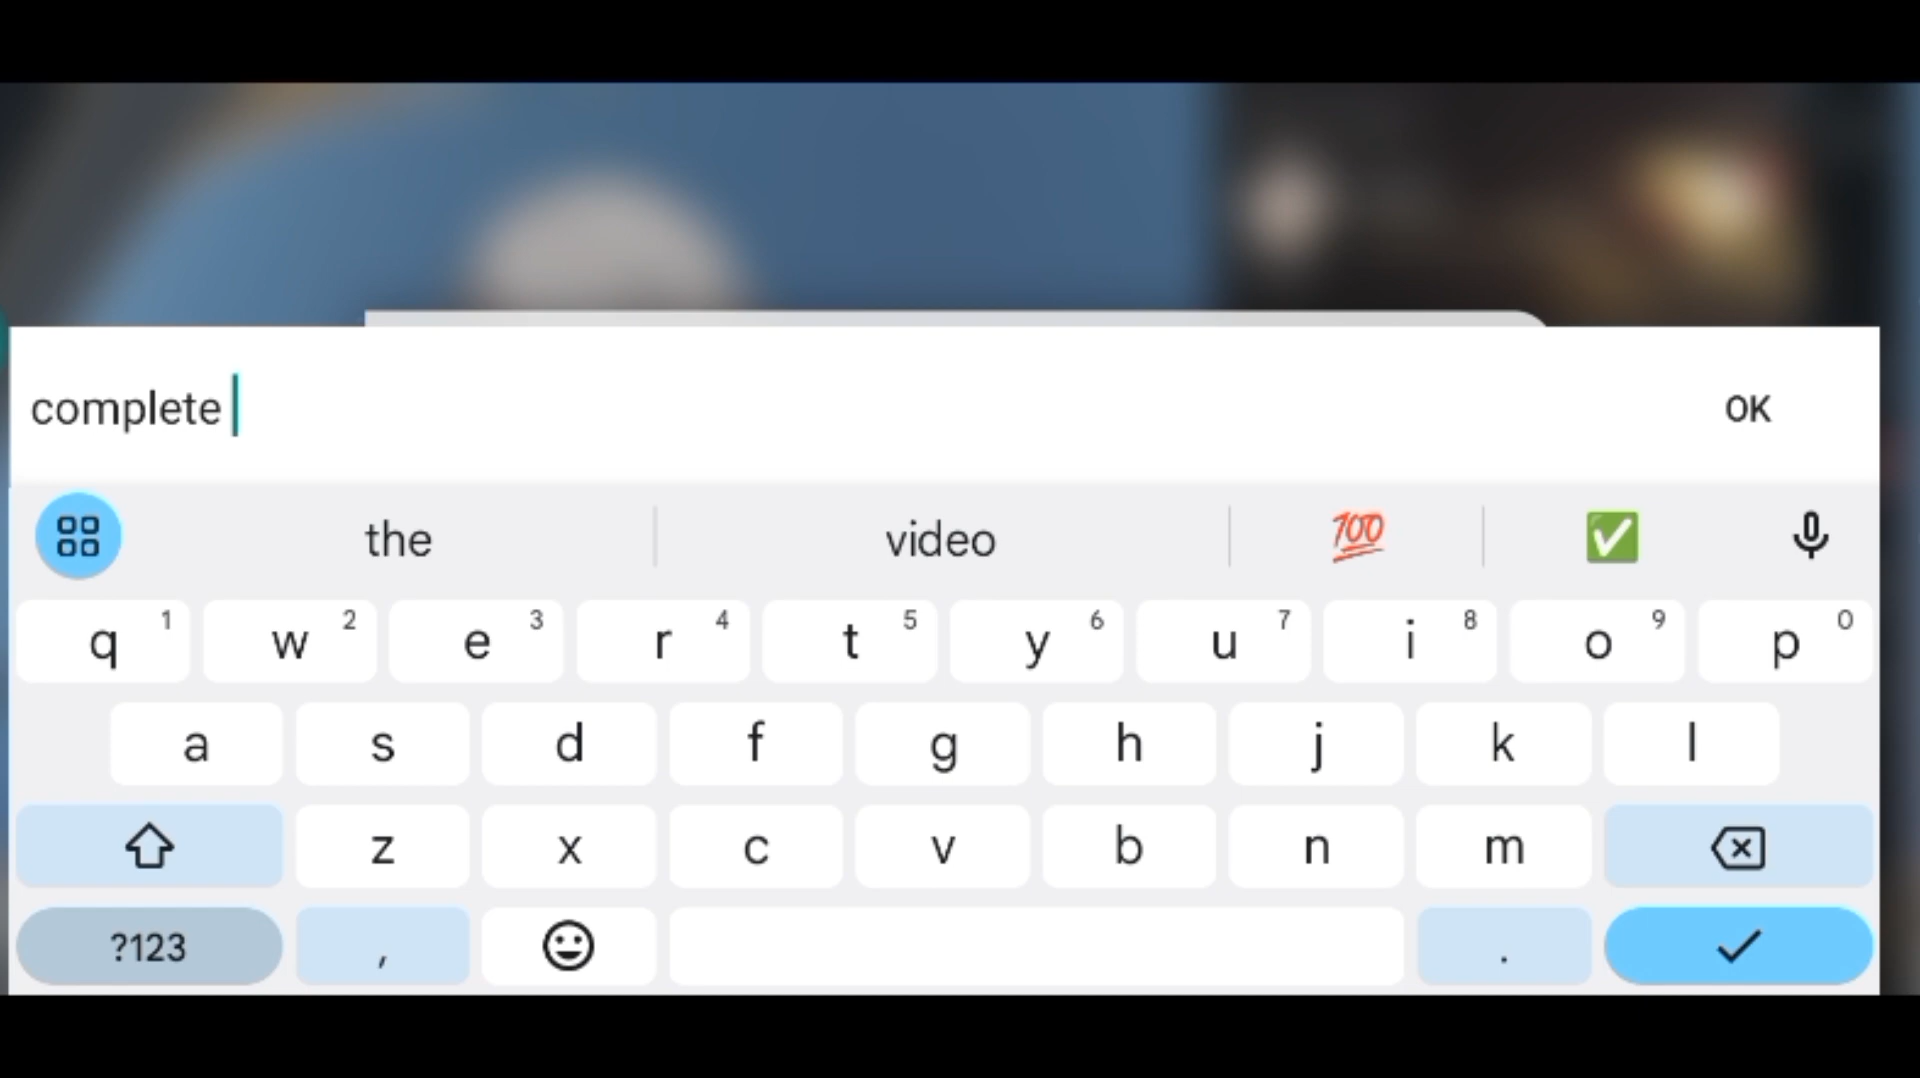 complete
OK
the video 💯 ✅
q 1 w 2 e 3 r 4 t 5 y 6 u 7 i 8 o 9 p 0
a s d f g h j k l
z x c v b n m
?123 , .